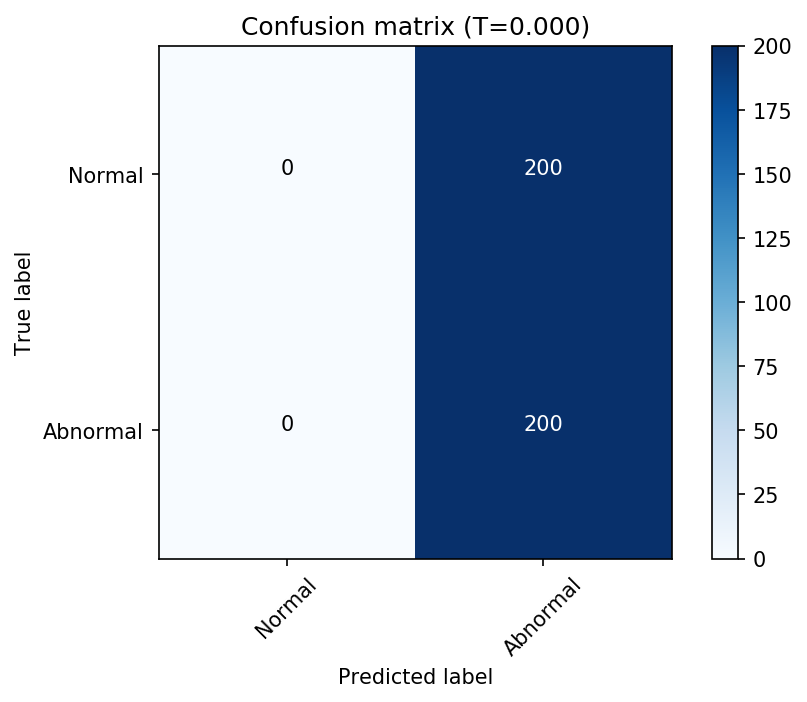 Confusion matrix (T=0.000)
True label
Normal
0
200
Abnormal
0
200
Normal
Abnormal
Predicted label
200
175
150
125
100
75
50
25
0